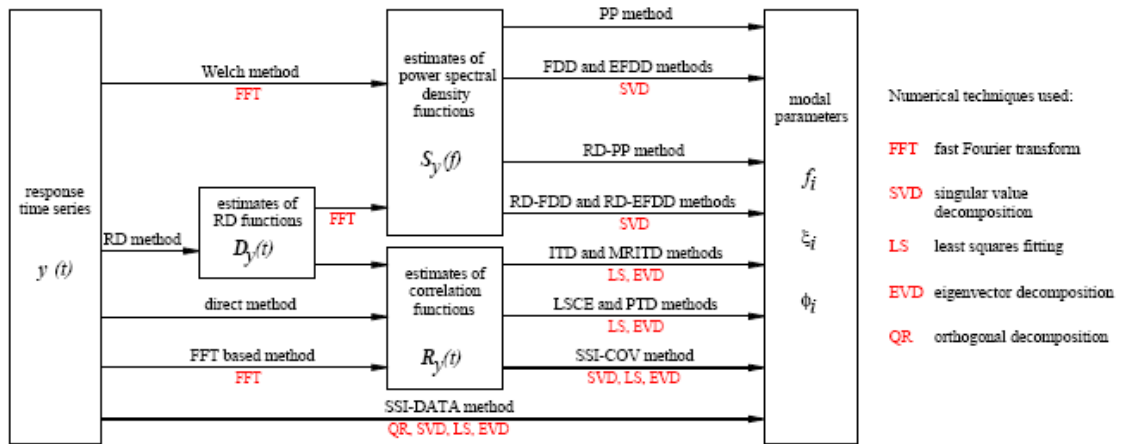 response
time series
y (t)
Welch method
FFT
RD method
estimates of
RD functions
Dy(t)
FFT
direct method
FFT based method
FFT
SSI-DATA method
QR, SVD, LS, EVD
estimates of
power spectral
density
functions
Sy(f)
estimates of
correlation
functions
Ry(t)
PP method
FDD and EFDD methods
SVD
RD-PP method
RD-FDD and RD-EFDD methods
SVD
ITD and MRITD methods
LS, EVD
LSCE and PTD methods
LS, EVD
SSI-COV method
SVD, LS, EVD
modal
parameters
fi
ξi
ϕi
Numerical techniques used:
FFT fast Fourier transform
SVD singular value
decomposition
LS least squares fitting
EVD eigenvector decomposition
QR orthogonal decomposition